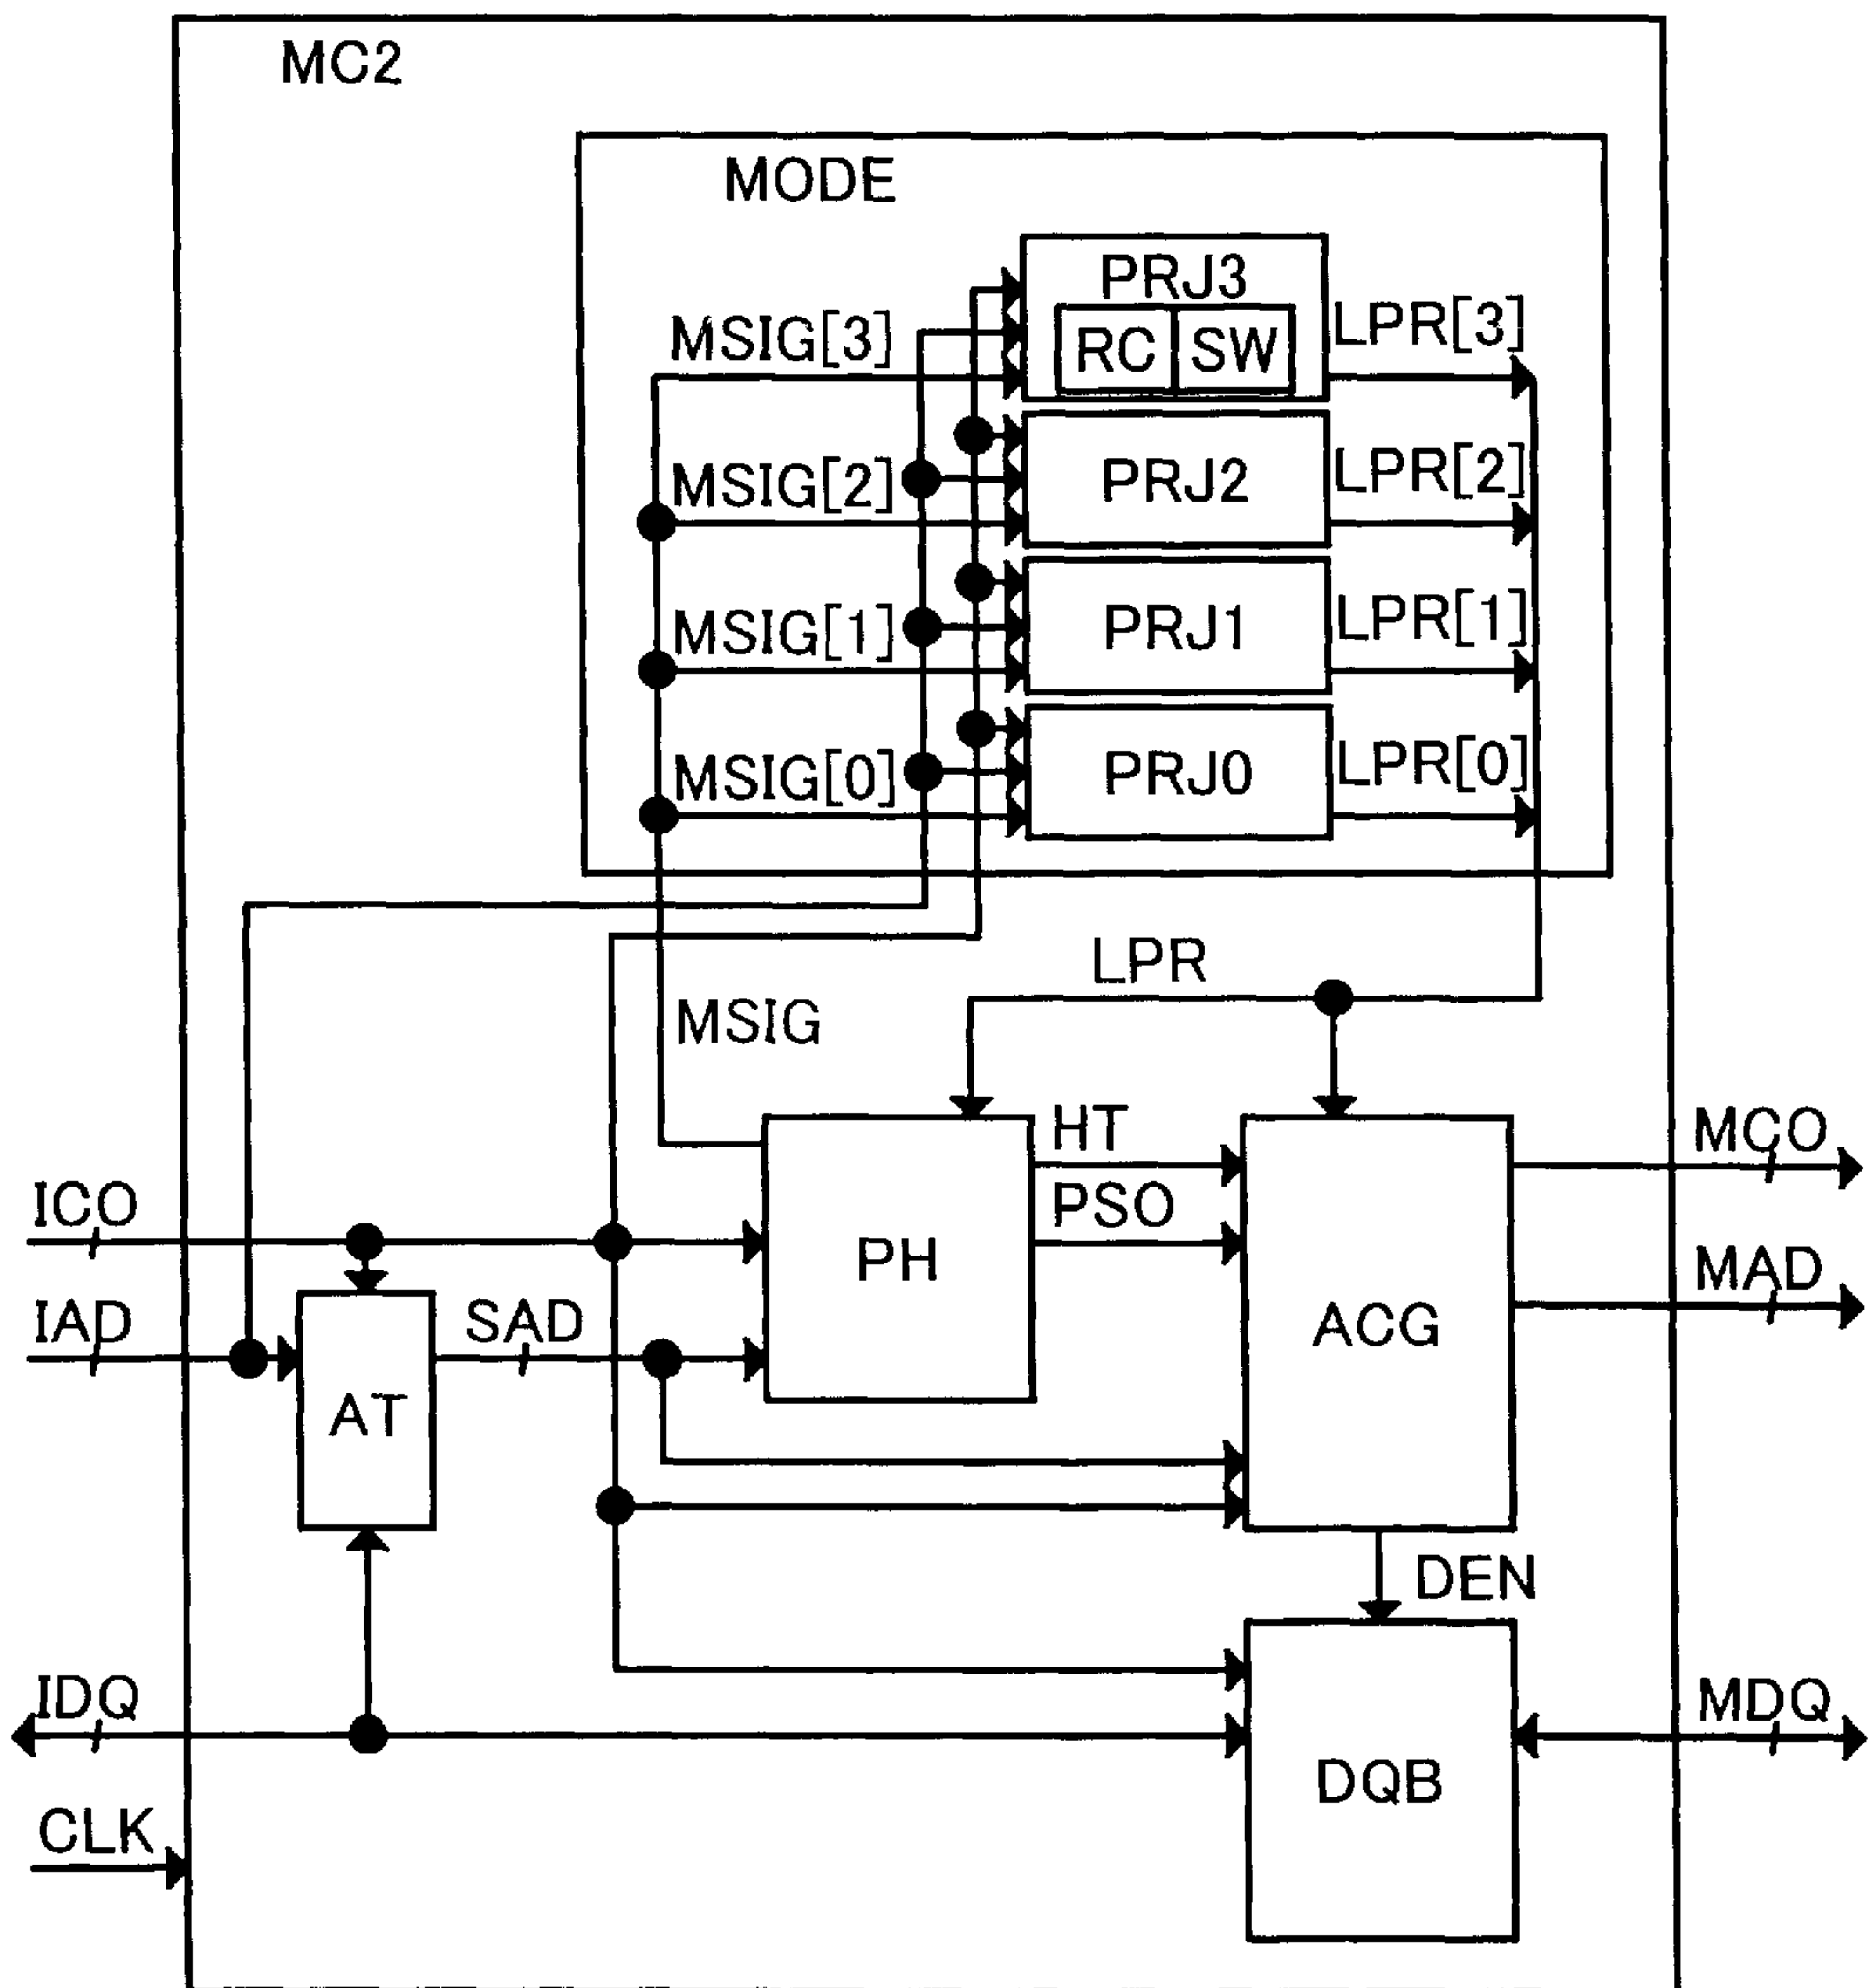 MC2
MODE
PRJ3
MSIG[3]
RC
SW
LPR[3]
MSIG[2]
PRJ2
LPR[2]
MSIG[1]
PRJ1
LPR[1]
MSIG[0]
PRJ0
LPR[0]
LPR
MSIG
HT
MCO
ICO
PSO
PH
MAD
IAD
SAD
ACG
AT
DEN
IDQ
MDQ
DQB
CLK